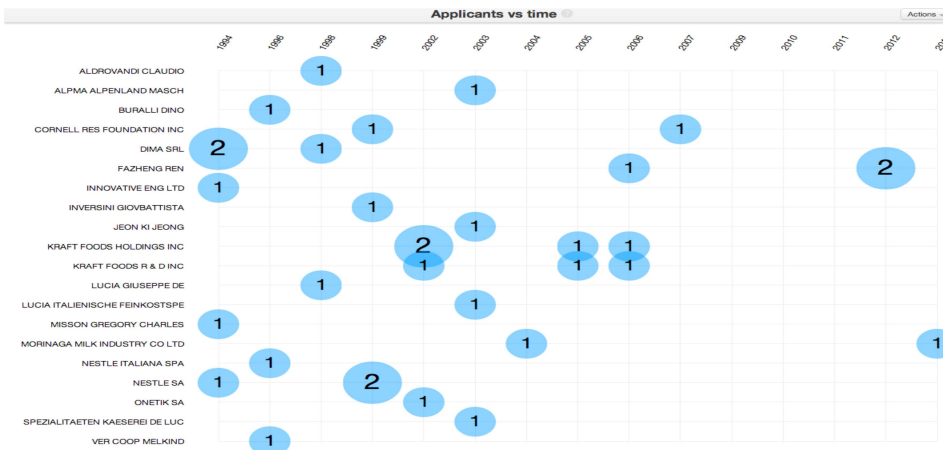 Applicants vs time ?
Actions
1994 1996 1998 1999 2002 2003 2004 2005 2006 2007 2009 2010 2011 2012
ALDROVANDI CLAUDIO 1
ALPMA ALPENLAND MASCH 1
BURALLI DINO 1
CORNELL RES FOUNDATION INC 1 1
DIMA SRL 2 1
FAZHENG REN 1 2
INNOVATIVE ENG LTD 1
INVERSINI GIOVBATTISTA 1
JEON KI JEONG 1
KRAFT FOODS HOLDINGS INC 2 1 1
KRAFT FOODS R & D INC 1 1 1
LUCIA GIUSEPPE DE 1
LUCIA ITALIENISCHE FEINKOSTSPE 1
MISSON GREGORY CHARLES 1
MORINAGA MILK INDUSTRY CO LTD 1 1
NESTLE ITALIANA SPA 1
NESTLE SA 1 2
ONETIK SA 1
SPEZIALITAETEN KAESEREI DE LUC 1
VER COOP MELKIND 1